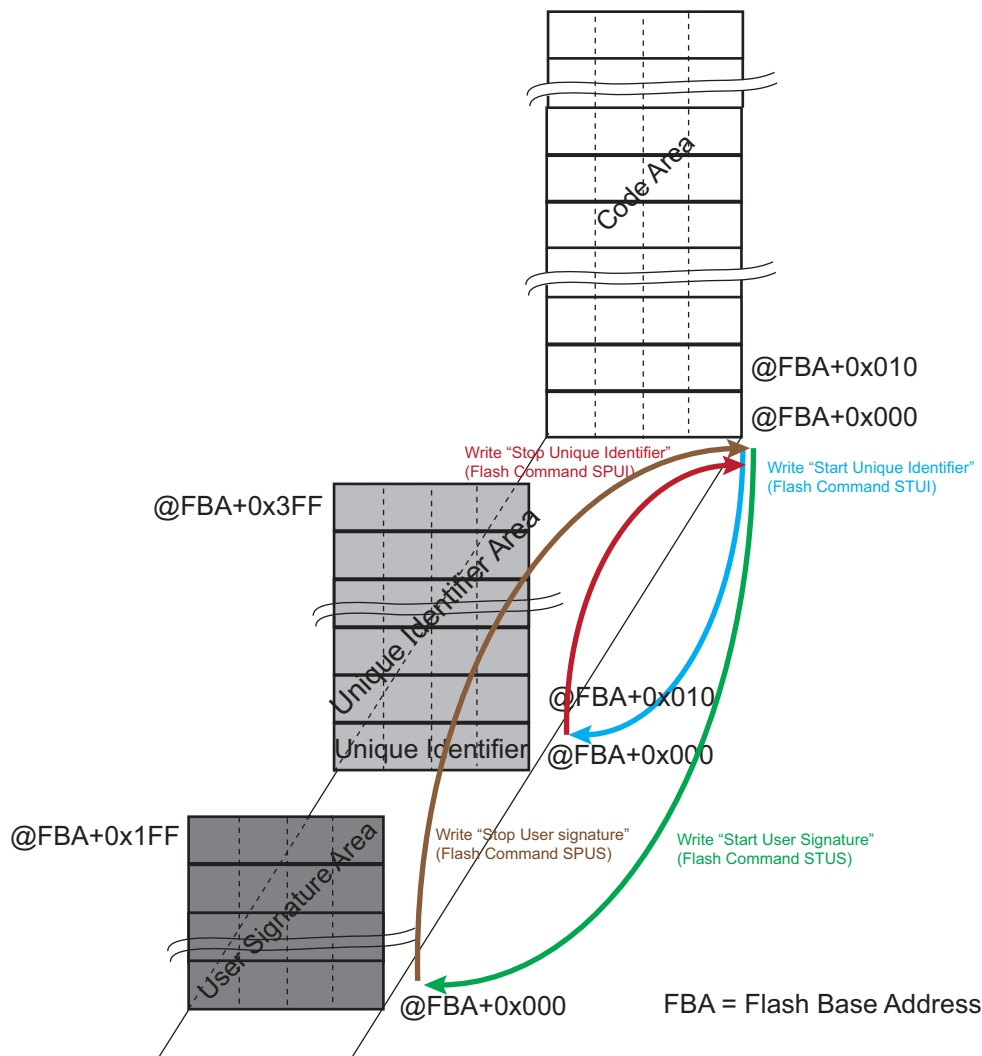 Code Area
@FBA+0x010
@FBA+0x000
Write “Stop Unique Identifier”
(Flash Command SPUI)
Write “Start Unique Identifier”
(Flash Command STUI)
@FBA+0x3FF
Unique Identifier Area
@FBA+0x010
Unique Identifier
@FBA+0x000
@FBA+0x1FF
User Signature Area
Write “Stop User signature”
(Flash Command SPUS)
Write “Start User Signature”
(Flash Command STUS)
@FBA+0x000
FBA = Flash Base Address